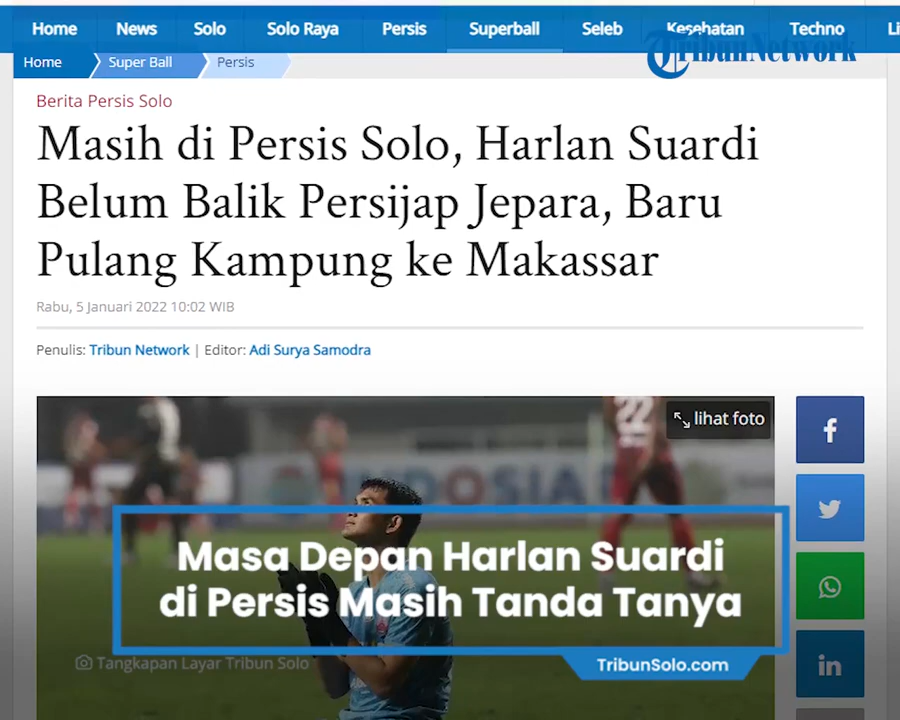 Home News Solo Solo Raya Persis Superball Seleb Kesehatan Techno
TribunNetwork
Home Super Ball Persis
Berita Persis Solo
Masih di Persis Solo, Harlan Suardi
Belum Balik Persijap Jepara, Baru
Pulang Kampung ke Makassar
Rabu, 5 Januari 2022 10:02 WIB
Penulis: Tribun Network | Editor: Adi Surya Samodra
22
lihat foto
f
Masa Depan Harlan Suardi
di Persis Masih Tanda Tanya
Tangkapan Layar Tribun Solo
TribunSolo.com
in